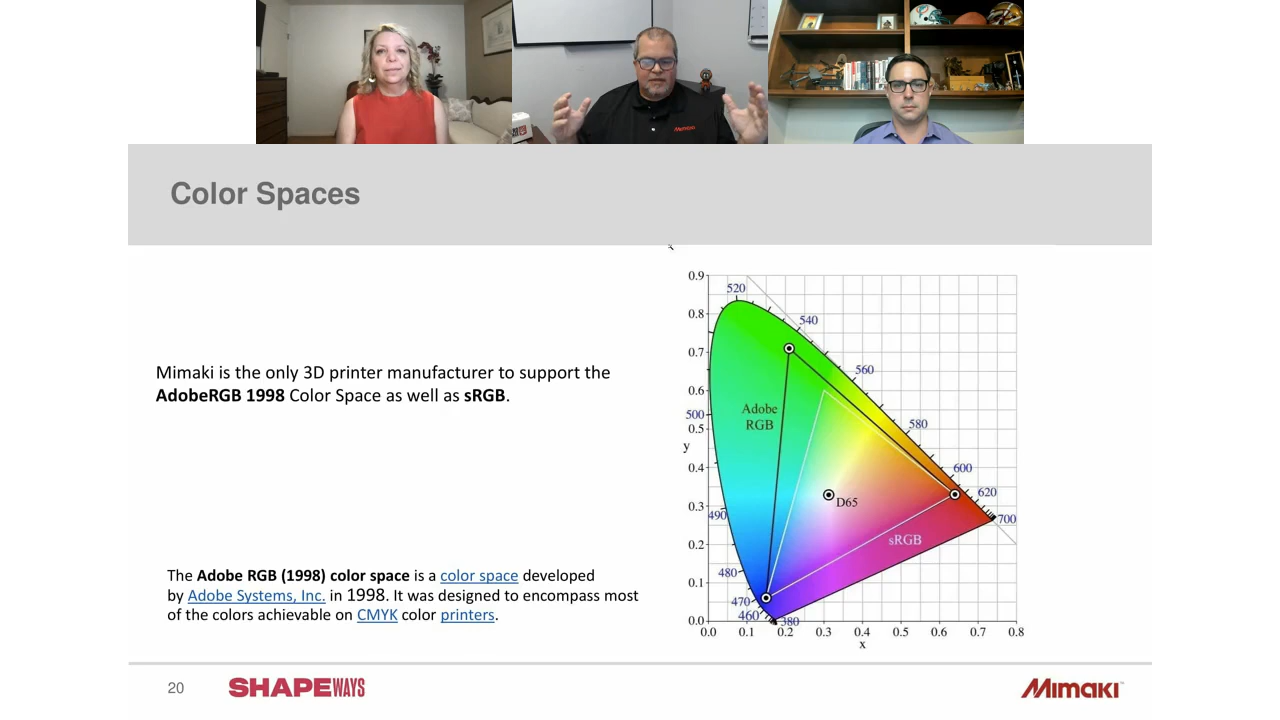 Mimaki
Color Spaces
Mimaki is the only 3D printer manufacturer to support the
AdobeRGB 1998 Color Space as well as sRGB.
The Adobe RGB (1998) color space is a color space developed
by Adobe Systems, Inc. in 1998. It was designed to encompass most
of the colors achievable on CMYK color printers.
0.9
0.8
0.7
0.6
0.5
0.4
0.3
0.2
0.1
0.0
y
0.0 0.1 0.2 0.3 0.4 0.5 0.6 0.7 0.8
x
520
540
560
500
580
600
620
490
700
480
470
460
380
Adobe
RGB
D65
sRGB
20
SHAPEWAYS
Mimaki